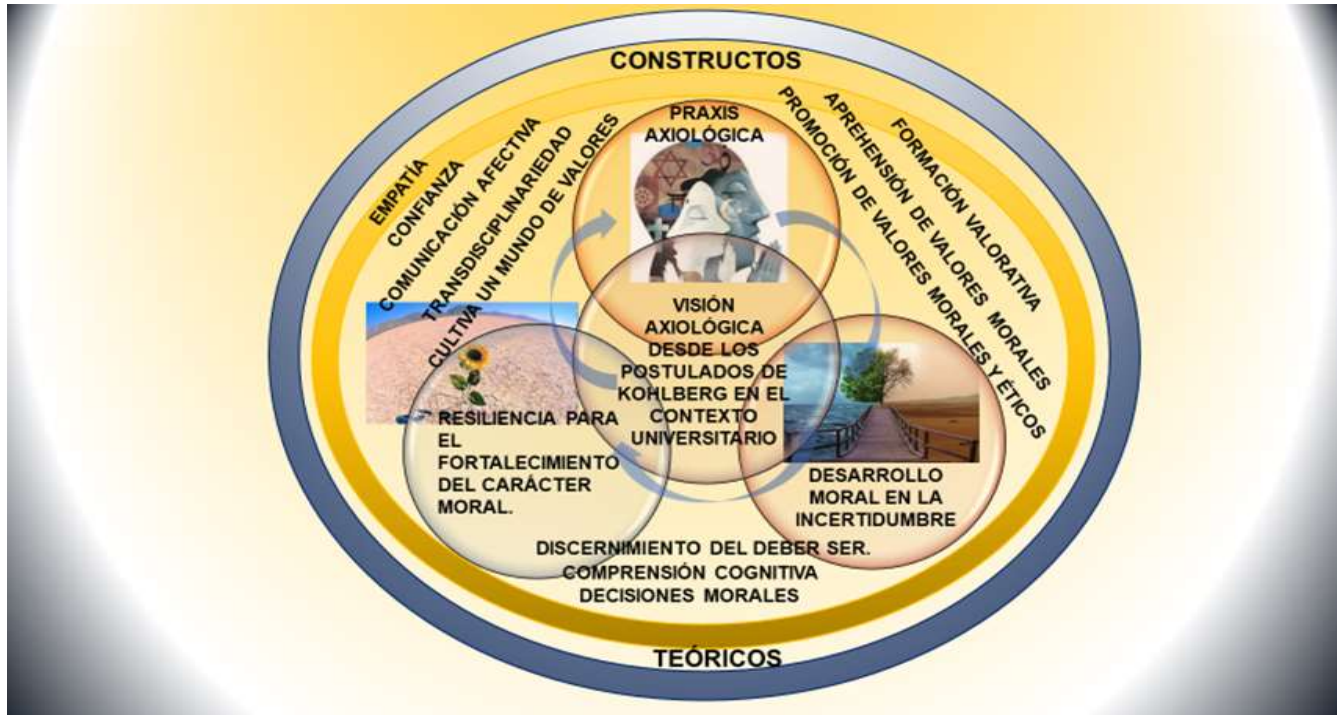 CONSTRUCTOS
PRAXIS
AXIOLÓGICA
EMPATÍA
CONFIANZA
COMUNICACIÓN AFECTIVA
TRANSDISCIPLINARIEDAD
CULTIVA UN MUNDO DE VALORES
FORMACIÓN VALORATIVA
APREHENSIÓN DE VALORES MORALES
PROMOCIÓN DE VALORES MORALES Y ÉTICOS
VISIÓN
AXIOLÓGICA
DESDE LOS
POSTULADOS DE
KOHLBERG EN EL
CONTEXTO
UNIVERSITARIO
RESILIENCIA PARA
EL
FORTALECIMIENTO
DEL CARÁCTER
MORAL.
DESARROLLO
MORAL EN LA
INCERTIDUMBRE
DISCERNIMIENTO DEL DEBER SER.
COMPRENSIÓN COGNITIVA
DECISIONES MORALES
TEÓRICOS